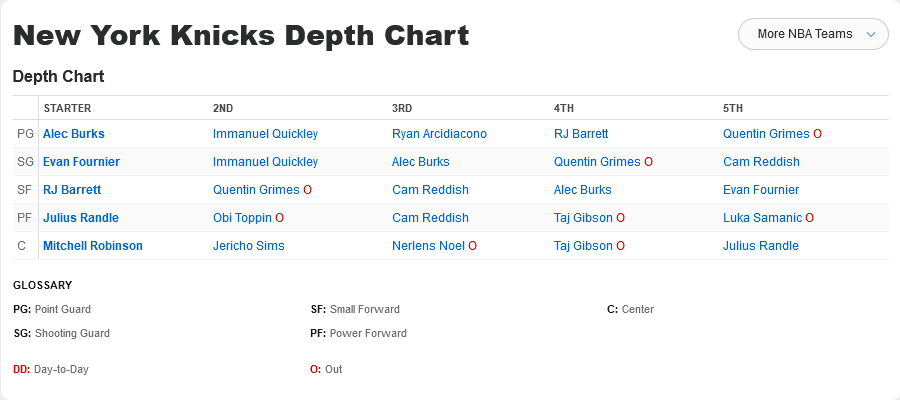 New York Knicks Depth Chart
More NBA Teams
Depth Chart
STARTER 2ND 3RD 4TH 5TH
PG Alec Burks Immanuel Quickley Ryan Arcidiacono RJ Barrett Quentin Grimes O
SG Evan Fournier Immanuel Quickley Alec Burks Quentin Grimes O Cam Reddish
SF RJ Barrett Quentin Grimes O Cam Reddish Alec Burks Evan Fournier
PF Julius Randle Obi Toppin O Cam Reddish Taj Gibson O Luka Samanic O
C Mitchell Robinson Jericho Sims Nerlens Noel O Taj Gibson O Julius Randle
GLOSSARY
PG: Point Guard SF: Small Forward C: Center
SG: Shooting Guard PF: Power Forward
DD: Day-to-Day O: Out